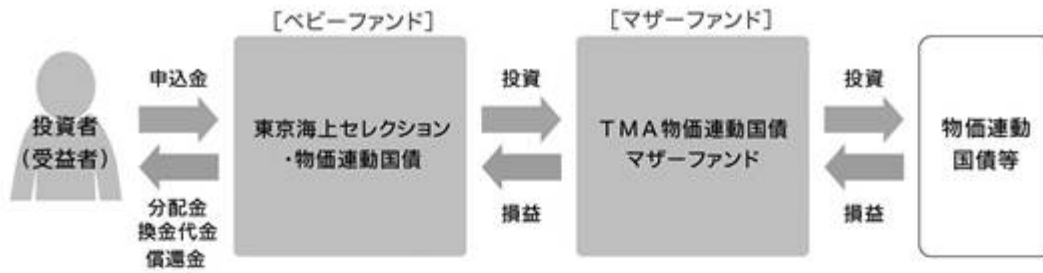 [ベビーファンド]
[マザーファンド]
投資者
(受益者)
申込金
分配金
換金代金
償還金
東京海上セレクション
・物価連動国債
投資
損益
TMA物価連動国債
マザーファンド
投資
損益
物価連動
国債等